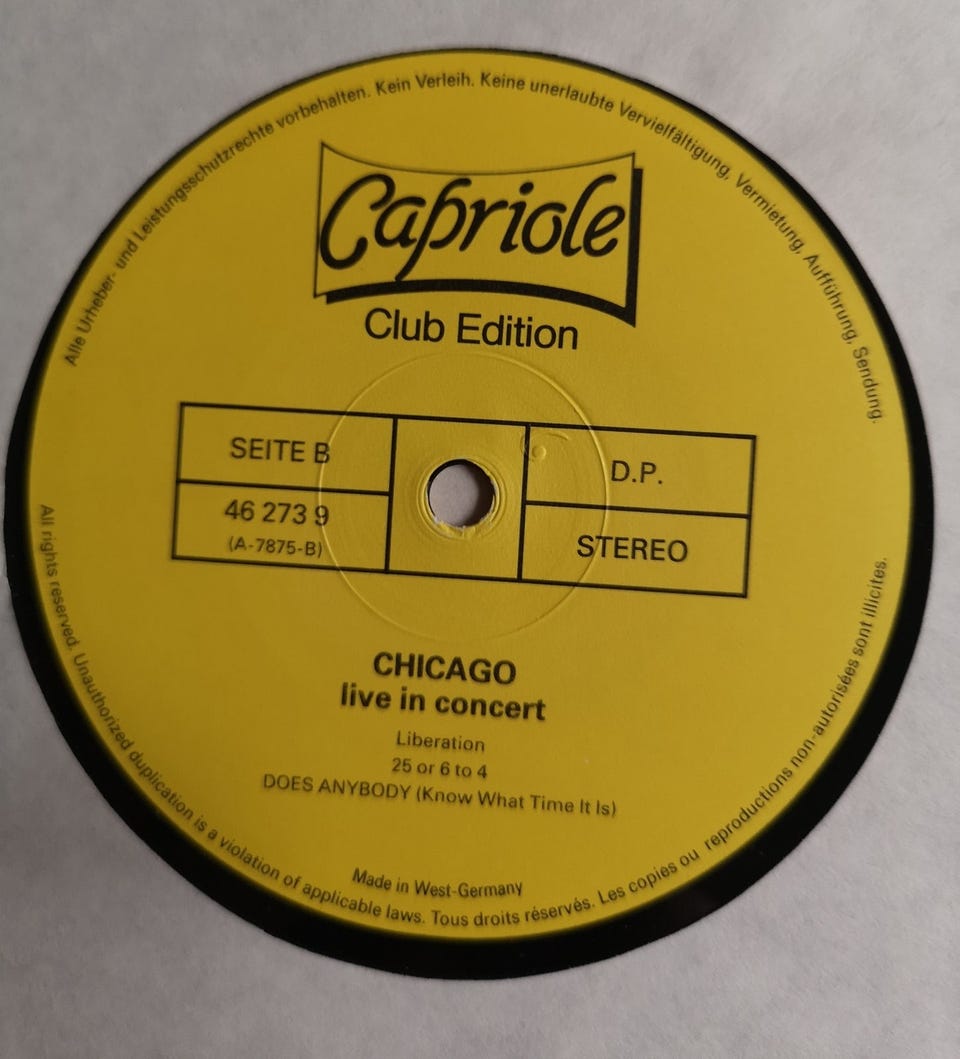 Alle Urheber- und Leistungsschutzrechte vorbehalten. Kein Verleih. Keine unerlaubte Vervielfältigung, Vermietung, Aufführung, Sendung.
Capriole
Club Edition
SEITE B
46 273 9
(A-7875-B)
D.P.
STEREO
CHICAGO
live in concert
Liberation
25 or 6 to 4
DOES ANYBODY (Know What Time It Is)
Made in West-Germany
All rights reserved. Unauthorized duplication is a violation of applicable laws. Tous droits réservés. Les copies ou reproductions non-autorisées sont illicites.